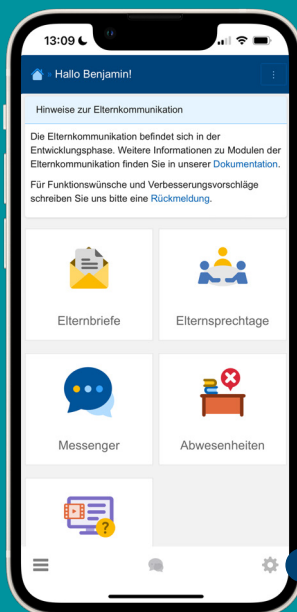 13:09
» Hallo Benjamin!
Hinweise zur Elternkommunikation
Die Elternkommunikation befindet sich in der
Entwicklungsphase. Weitere Informationen zu Modulen der
Elternkommunikation finden Sie in unserer Dokumentation.
Für Funktionswünsche und Verbesserungsvorschläge
schreiben Sie uns bitte eine Rückmeldung.
Elternbriefe
Elternsprechtage
Messenger
Abwesenheiten
?